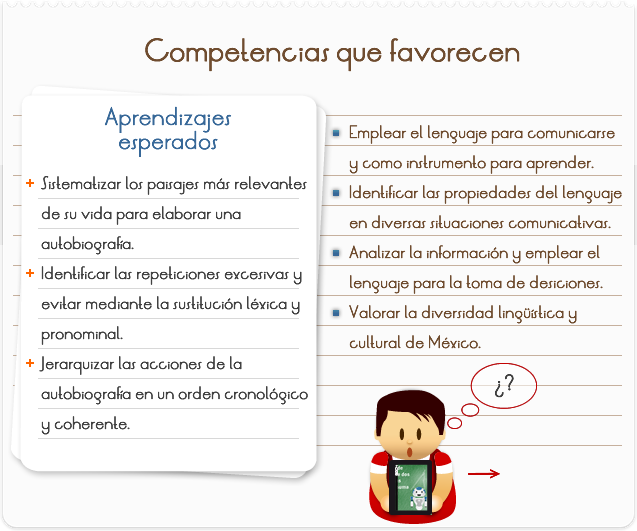 Competencias que favorecen
Aprendizajes
esperados
Sistematizar los paisajes más relevantes
de su vida para elaborar una
autobiografía.
Identificar las repeticiones excesivas y
evitar mediante la sustitución léxica y
pronominal.
Jerarquizar las acciones de la
autobiografía en un orden cronológico
y coherente.
Emplear el lenguaje para comunicarse
y como instrumento para aprender.
Identificar las propiedades del lenguaje
en diversas situaciones comunicativas.
Analizar la información y emplear el
lenguaje para la toma de desiciones.
Valorar la diversidad lingüística y
cultural de México.
¿?